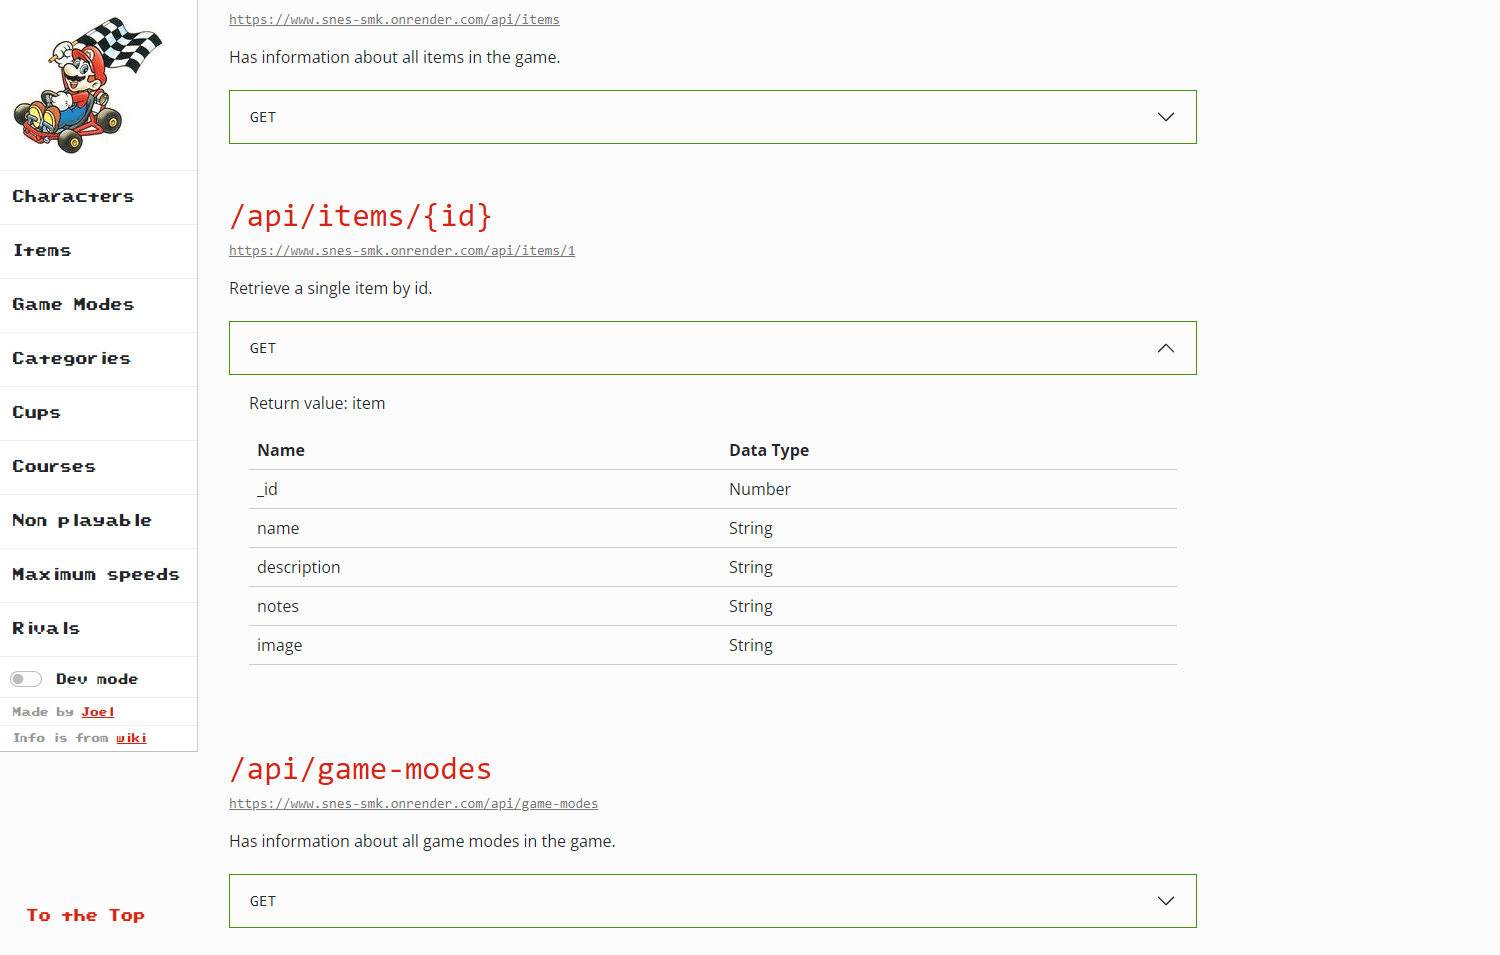 Characters
Items
Game Modes
Categories
Cups
Courses
Non playable
Maximum speeds
Rivals
Dev mode
Made by Joel
Info is from wiki
To the Top
https://www.snes-smk.onrender.com/api/items
Has information about all items in the game.
GET
/api/items/{id}
https://www.snes-smk.onrender.com/api/items/1
Retrieve a single item by id.
GET
Return value: item
Name Data Type
_id Number
name String
description String
notes String
image String
/api/game-modes
https://www.snes-smk.onrender.com/api/game-modes
Has information about all game modes in the game.
GET